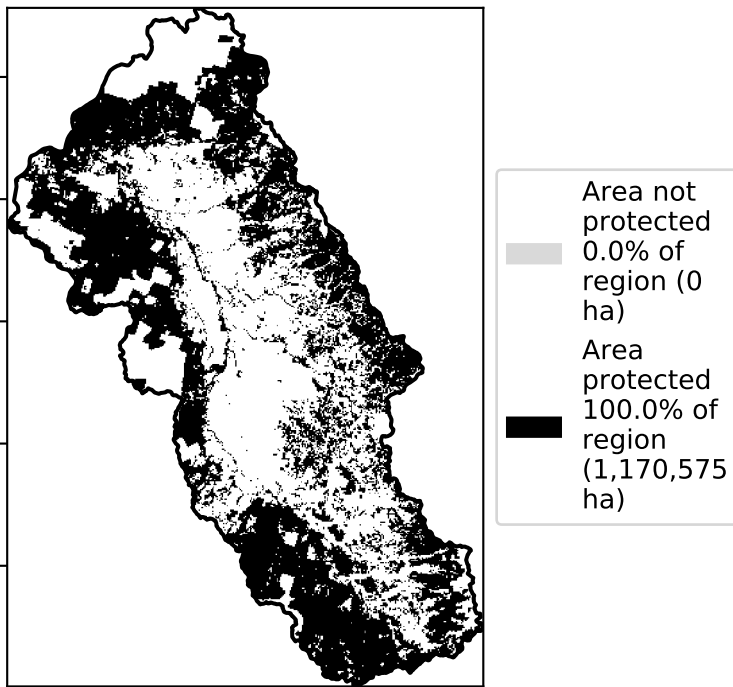 Area not
protected
0.0% of
region (0
ha)
Area
protected
100.0% of
region
(1,170,575
ha)